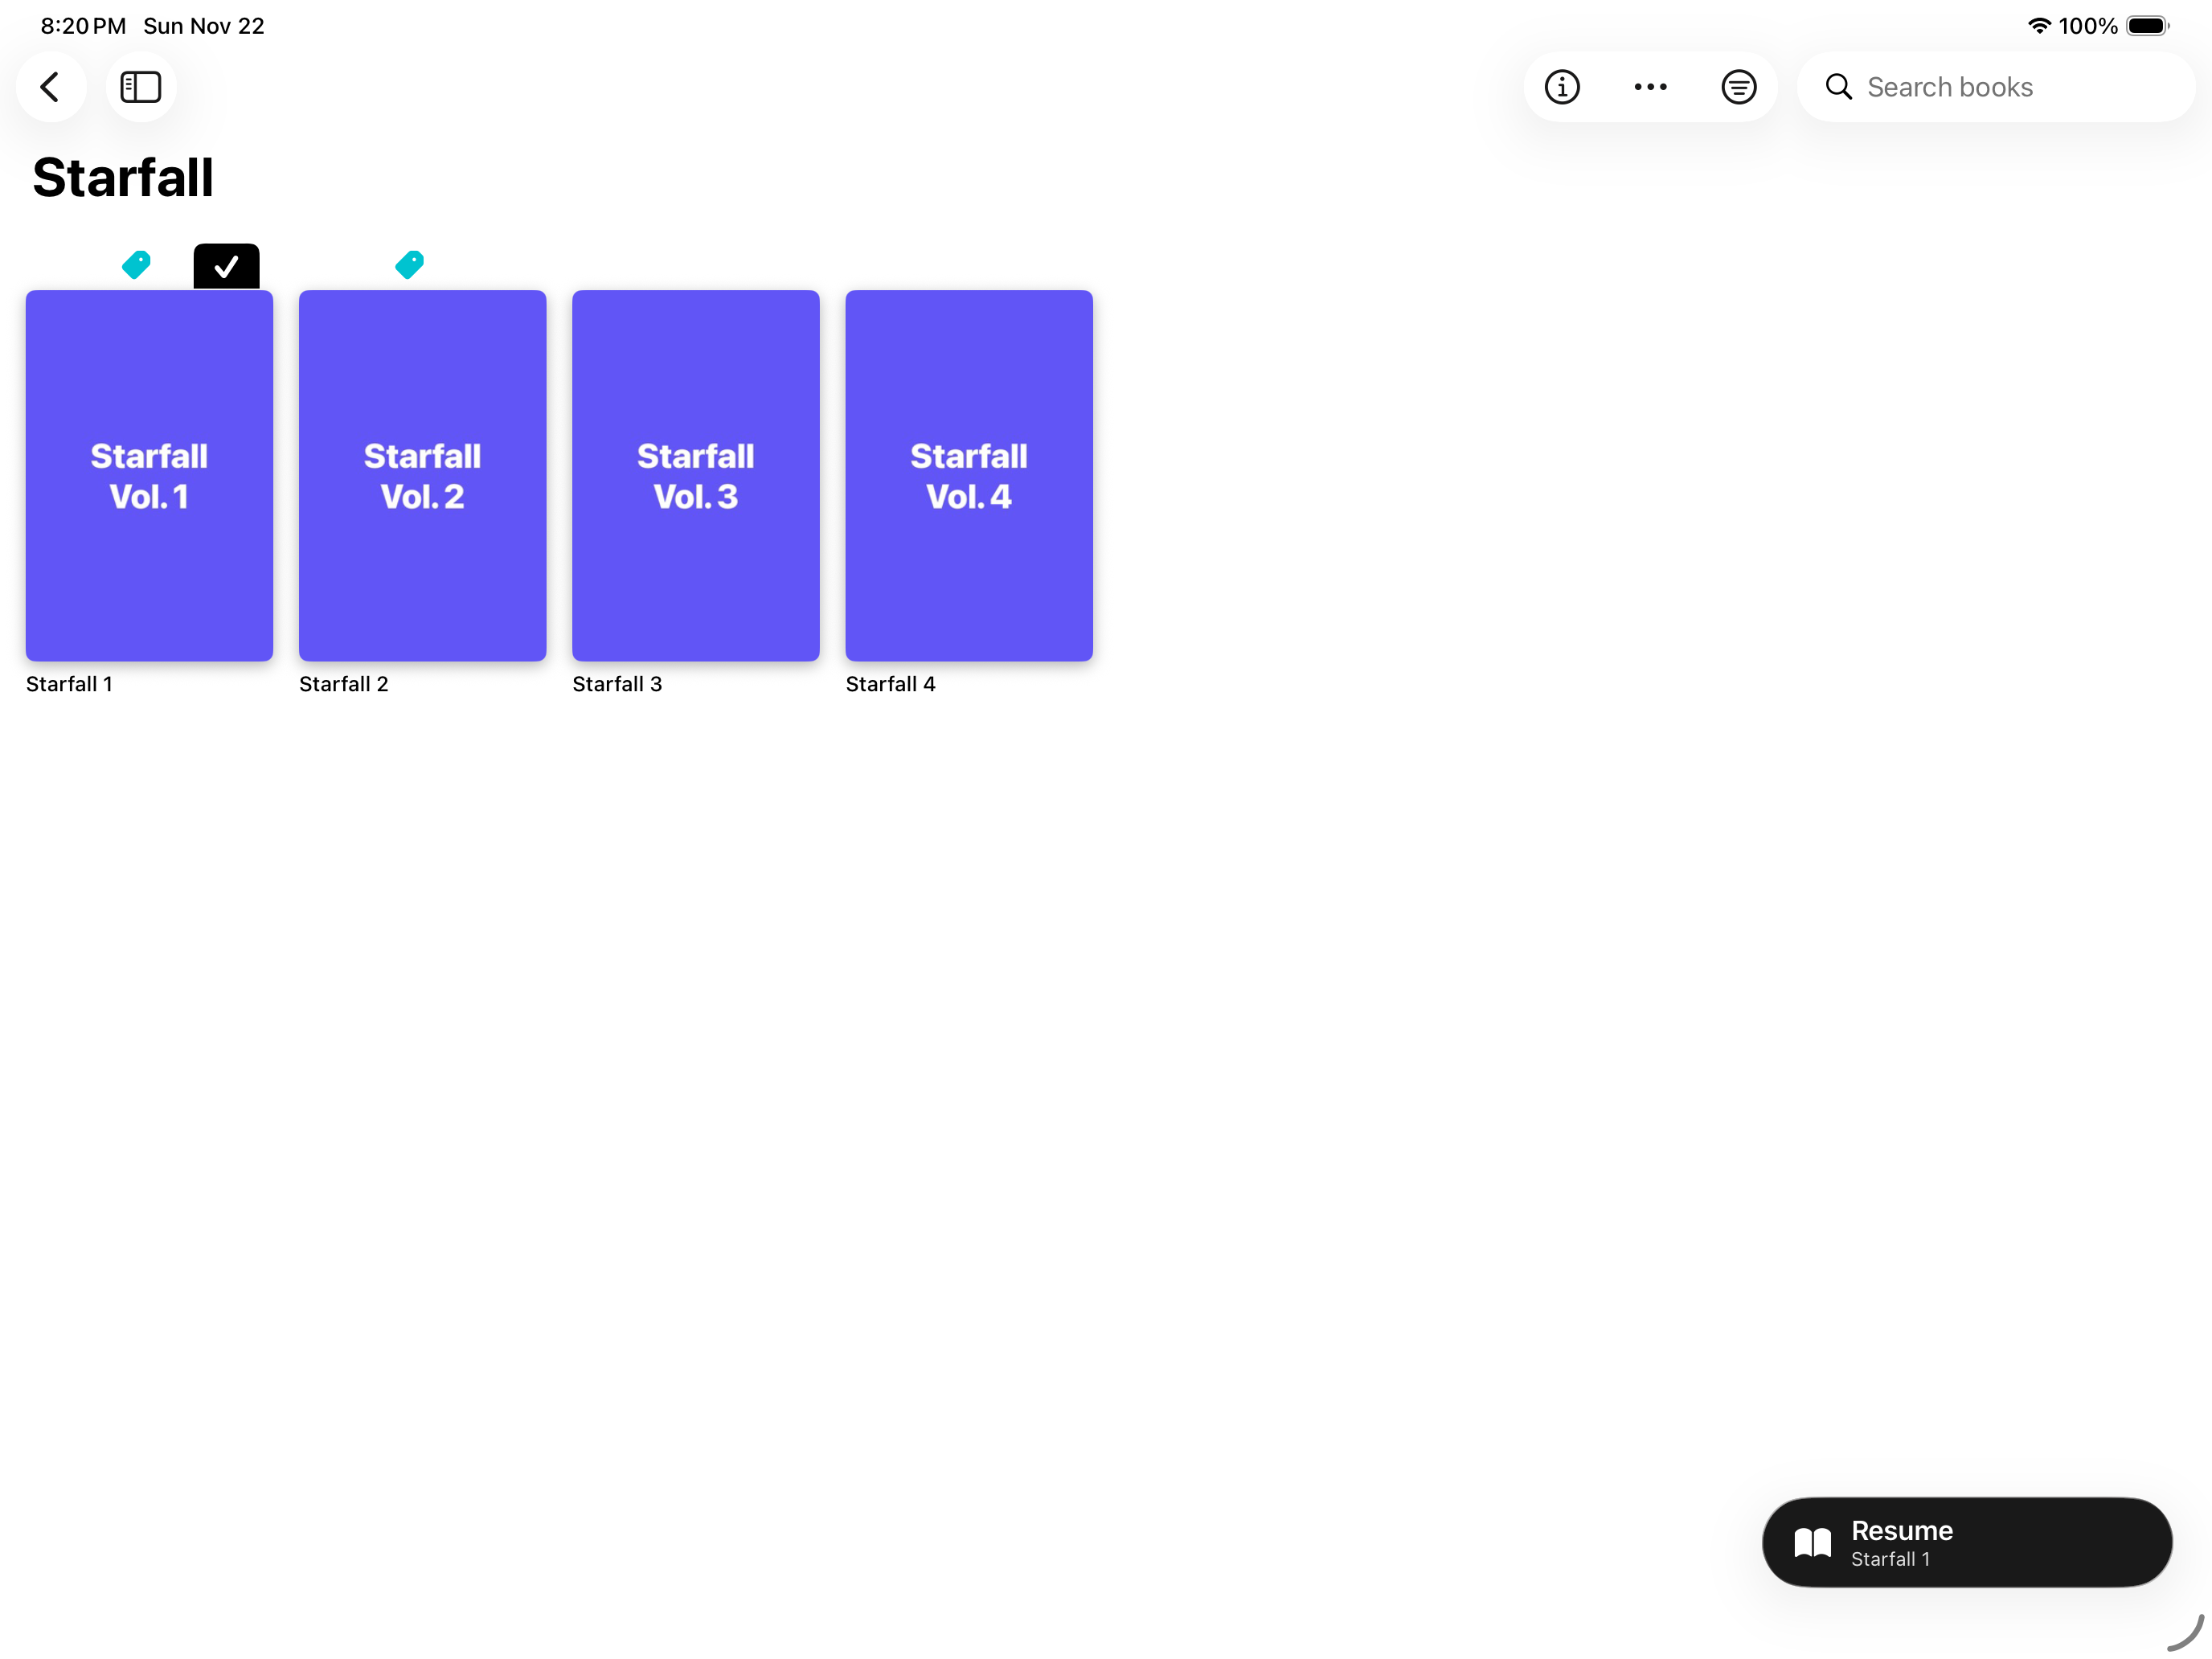 8:20 PM Sun Nov 22
100%
Search books
Starfall
Starfall
Vol. 1
Starfall
Vol. 2
Starfall
Vol. 3
Starfall
Vol. 4
Starfall 1
Starfall 2
Starfall 3
Starfall 4
Resume
Starfall 1